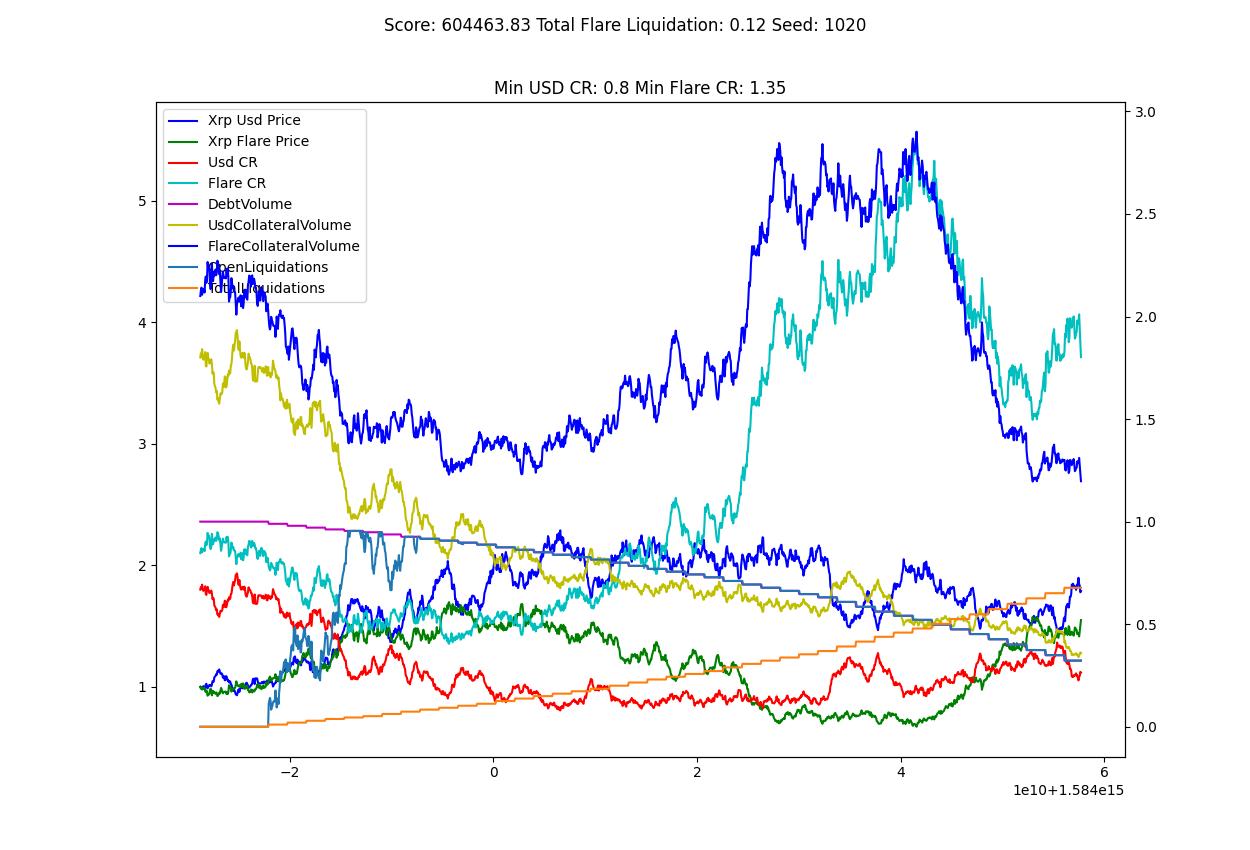 Score: 604463.83 Total Flare Liquidation: 0.12 Seed: 1020
Min USD CR: 0.8 Min Flare CR: 1.35
Xrp Usd Price
Xrp Flare Price
Usd CR
Flare CR
DebtVolume
UsdCollateralVolume
FlareCollateralVolume
OpenLiquidations
TotalLiquidations
5
4
3
2
1
3.0
2.5
2.0
1.5
1.0
0.5
0.0
−2
0
2
4
6
1e10+1.584e15